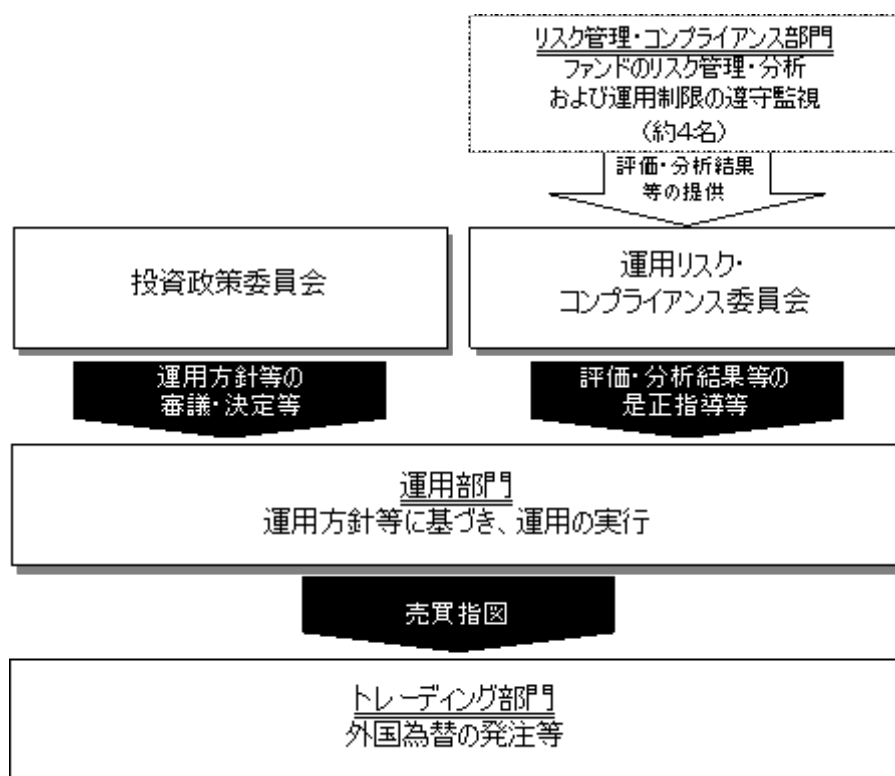 リスク管理・コンプライアンス部門
ファンドのリスク管理・分析
および運用制限の遵守監視
(約4名)
評価・分析結果
等の提供
投資政策委員会
運用リスク・
コンプライアンス委員会
運用方針等の
審議・決定等
評価・分析結果等の
是正指導等
運用部門
運用方針等に基づき、運用の実行
売買指図
トレーディング部門
外国為替の発注等